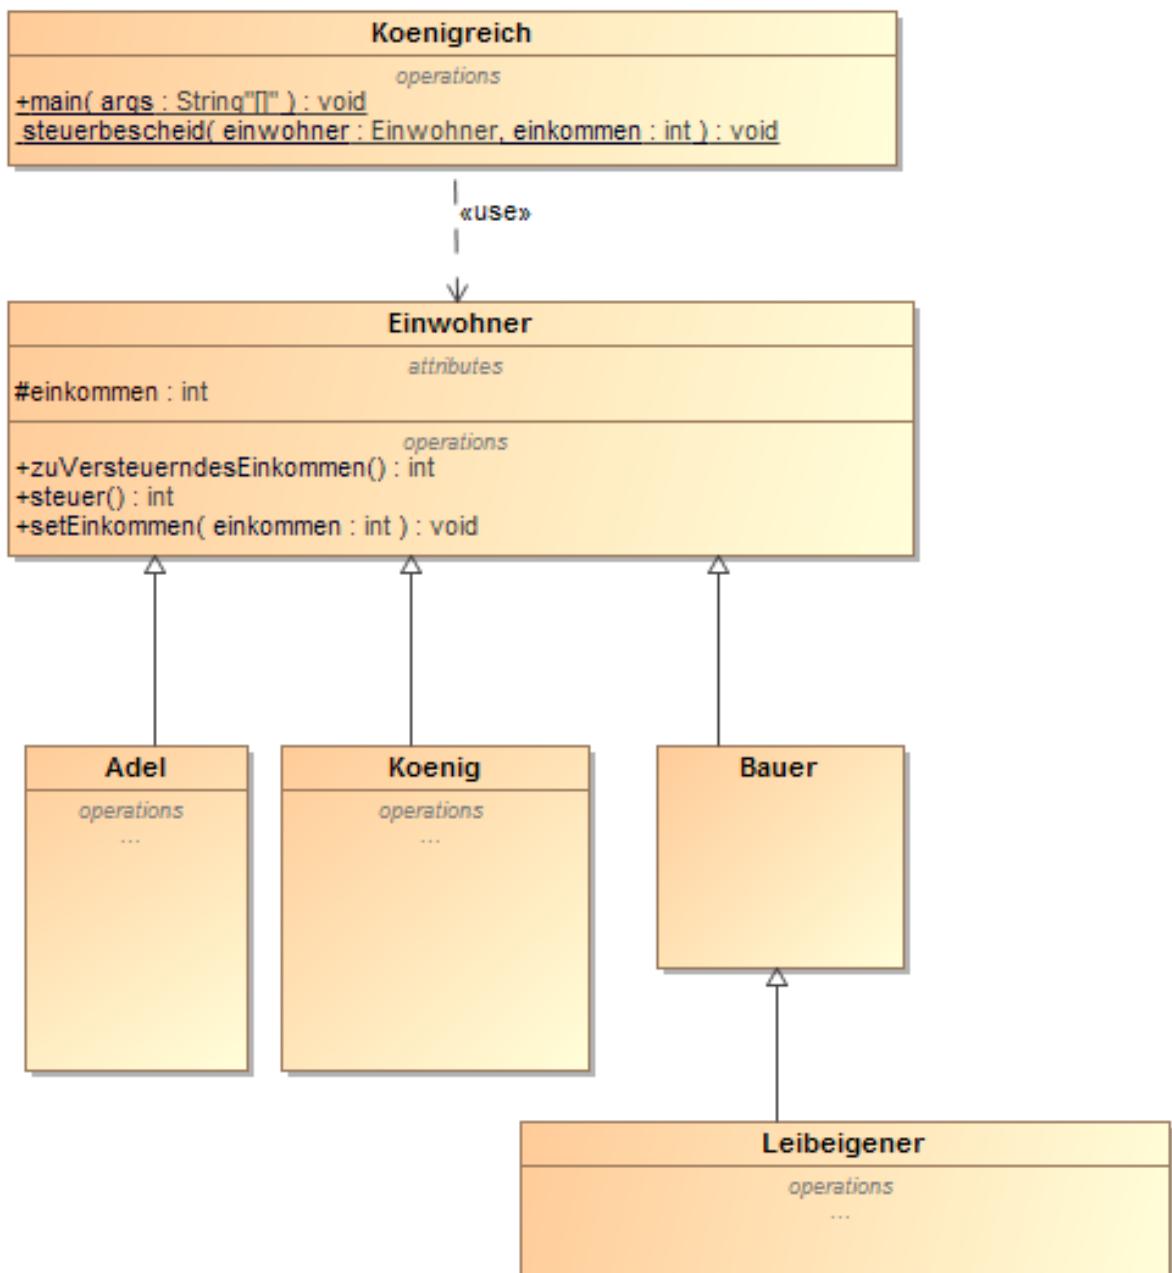 Koenigreich
operations
+main( args : String"[]" ) : void
steuerbescheid( einwohner : Einwohner, einkommen : int ) : void
«use»
Einwohner
attributes
#einkommen : int
operations
+zuVersteuerndesEinkommen() : int
+steuer() : int
+setEinkommen( einkommen : int ) : void
Adel
operations
...
Koenig
operations
...
Bauer
Leibeigener
operations
...